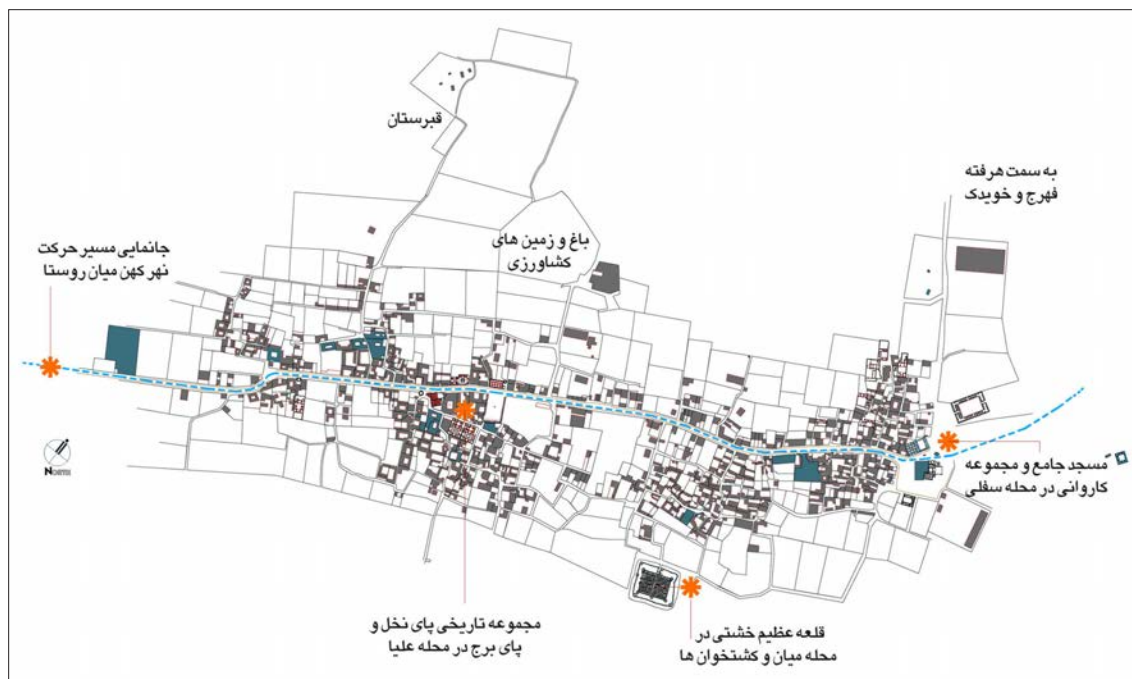 قبرستان
به سمت هرفته
فهرج و خویدک
باغ و زمین های
کشاورزی
جانمایی مسیر حرکت
نهر کهن میان روستا
NORTH
مسجد جامع و مجموعه
کاروانی در محله سفلی
مجموعه تاریخی پای نخل و
پای برج در محله علیا
قلعه عظیم خشتی در
محله میان و کشتخوان ها